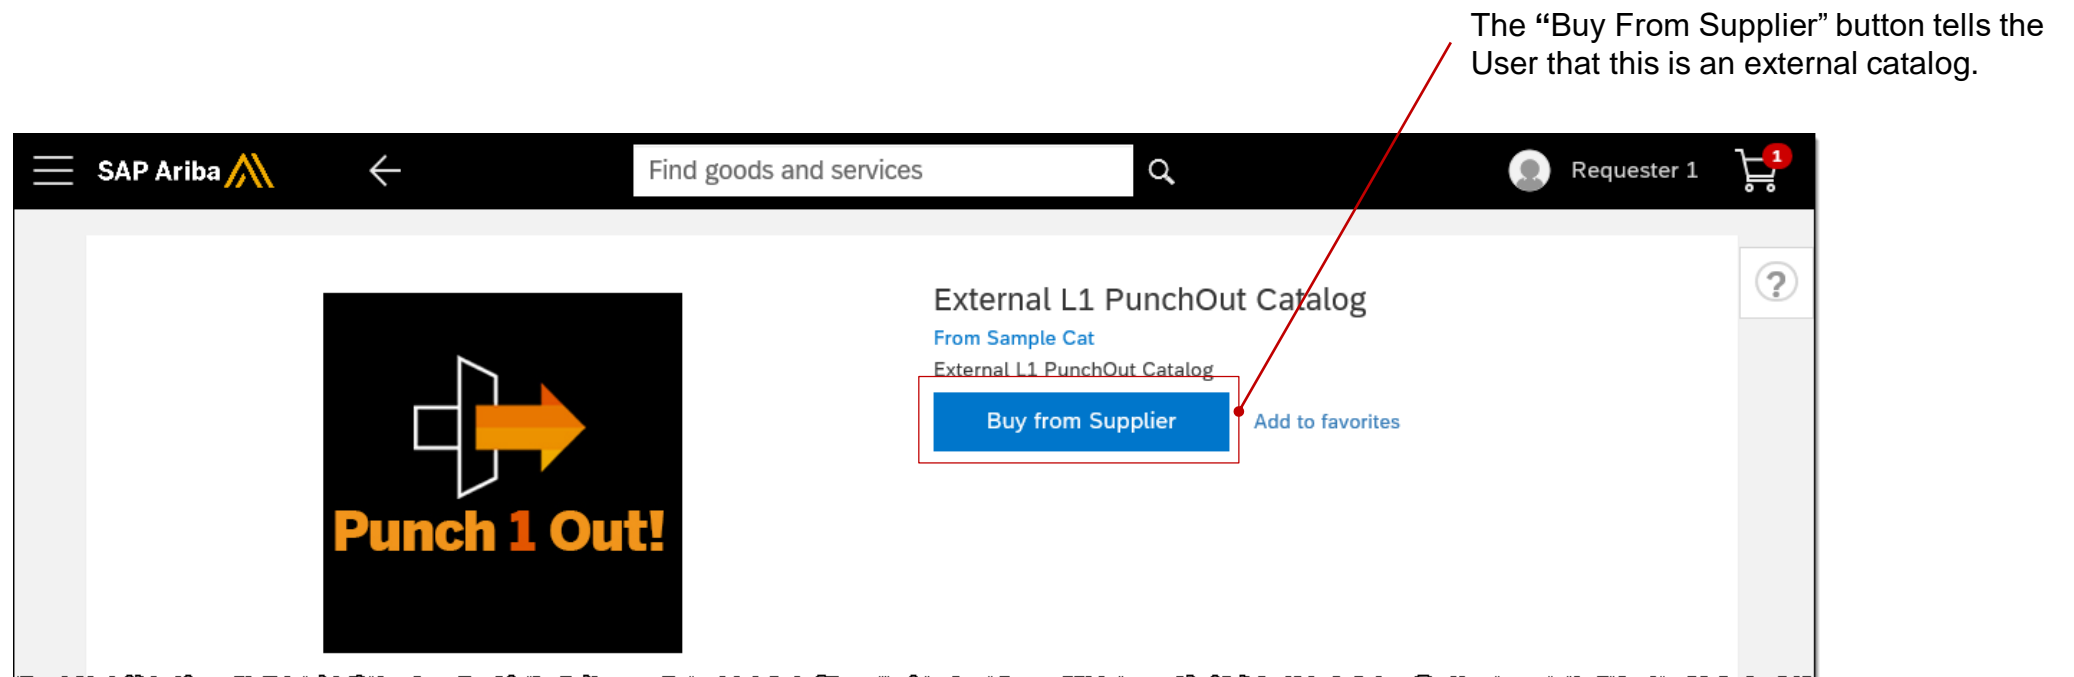 The “Buy From Supplier” button tells the
User that this is an external catalog.
SAP Ariba
Find goods and services
Requester 1
1
?
External L1 PunchOut Catalog
From Sample Cat
External L1 PunchOut Catalog
Buy from Supplier
Add to favorites
Punch 1 Out!